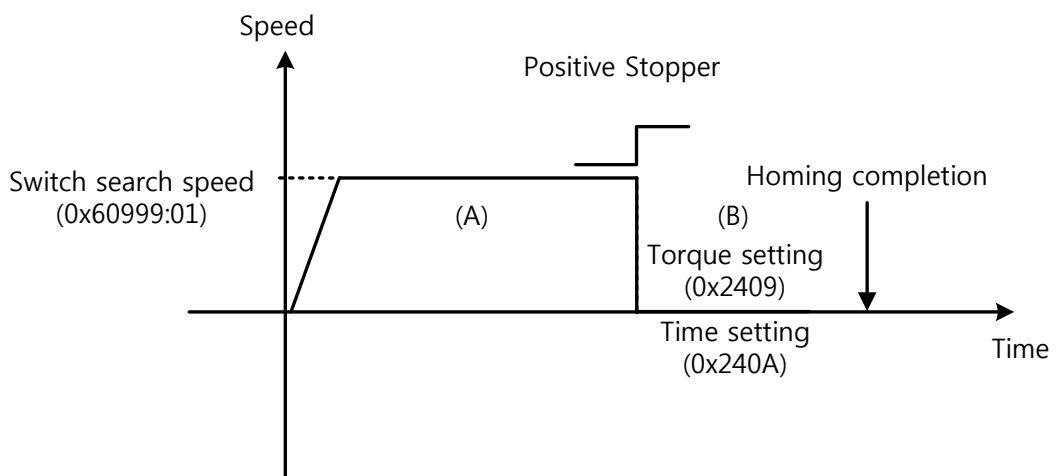 Speed
Positive Stopper
Switch search speed
(0x60999:01)
Homing completion
(A)
(B)
Torque setting
(0x2409)
Time setting
(0x240A)
Time